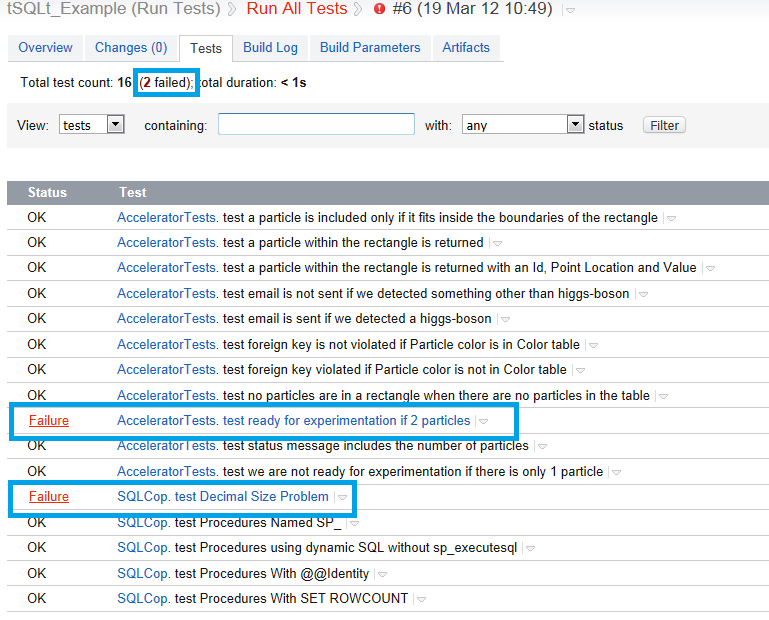 tSQLt_Example (Run Tests) Run All Tests #6 (19 Mar 12 10:49)
Overview Changes (0) Tests Build Log Build Parameters Artifacts
Total test count: 16 (2 failed); total duration: < 1s
View: tests containing: with: any status Filter
Status Test
OK AcceleratorTests. test a particle is included only if it fits inside the boundaries of the rectangle
OK AcceleratorTests. test a particle within the rectangle is returned
OK AcceleratorTests. test a particle within the rectangle is returned with an Id, Point Location and Value
OK AcceleratorTests. test email is not sent if we detected something other than higgs-boson
OK AcceleratorTests. test email is sent if we detected a higgs-boson
OK AcceleratorTests. test foreign key is not violated if Particle color is in Color table
OK AcceleratorTests. test foreign key violated if Particle color is not in Color table
OK AcceleratorTests. test no particles are in a rectangle when there are no particles in the table
Failure AcceleratorTests. test ready for experimentation if 2 particles
OK AcceleratorTests. test status message includes the number of particles
OK AcceleratorTests. test we are not ready for experimentation if there is only 1 particle
Failure SQLCop. test Decimal Size Problem
OK SQLCop. test Procedures Named SP_
OK SQLCop. test Procedures using dynamic SQL without sp_executesql
OK SQLCop. test Procedures With @@Identity
OK SQLCop. test Procedures With SET ROWCOUNT